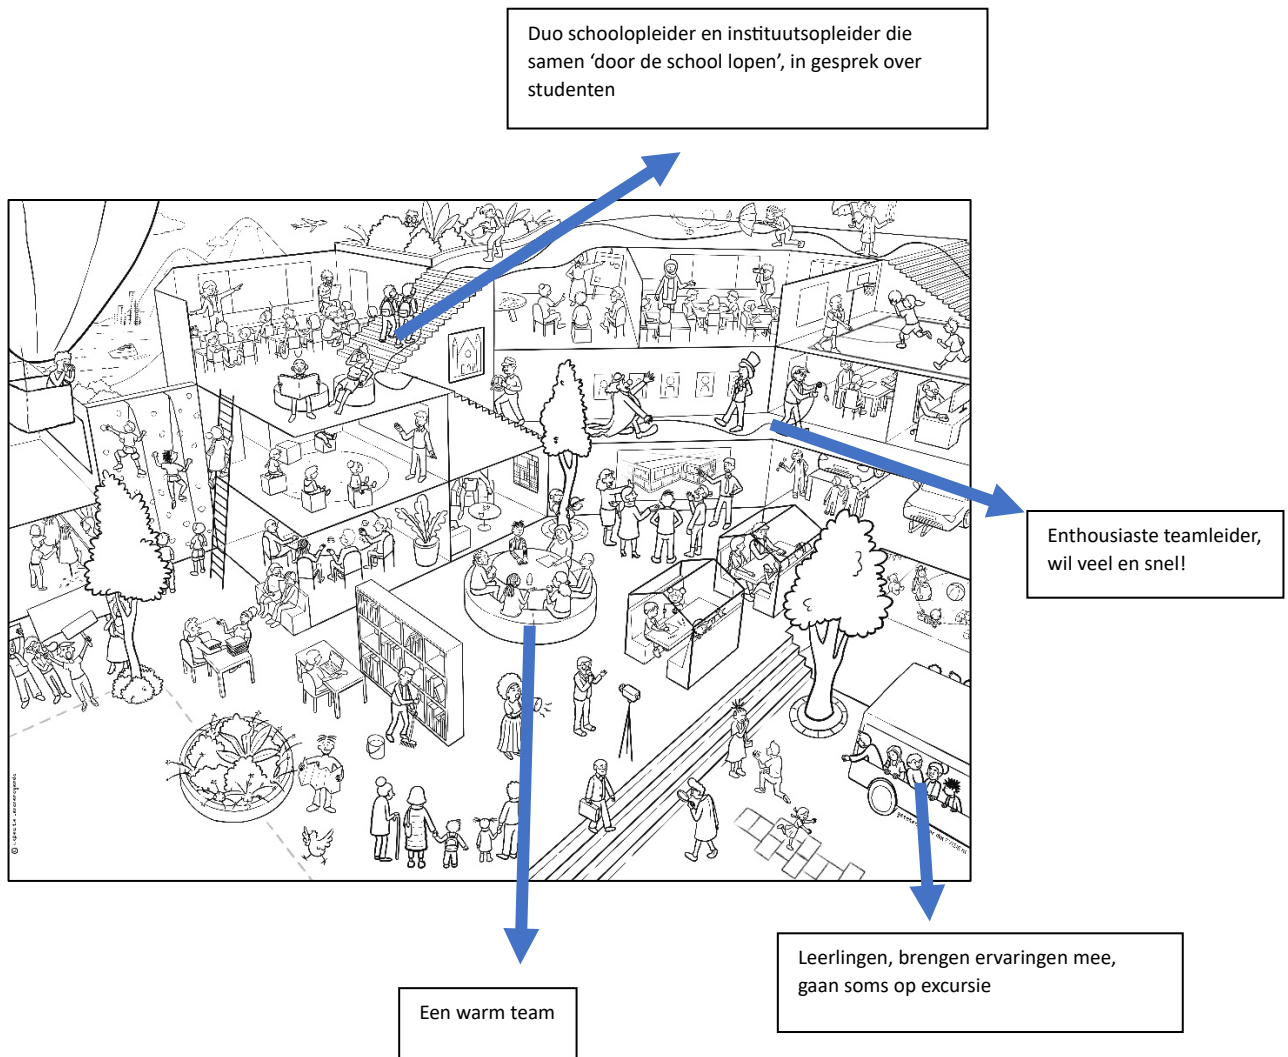 Duo schoolopleider en instituutsopleider die
samen ‘door de school lopen’, in gesprek over
studenten
Enthousiaste teamleider,
wil veel en snel!
Leerlingen, brengen ervaringen mee,
gaan soms op excursie
Een warm team